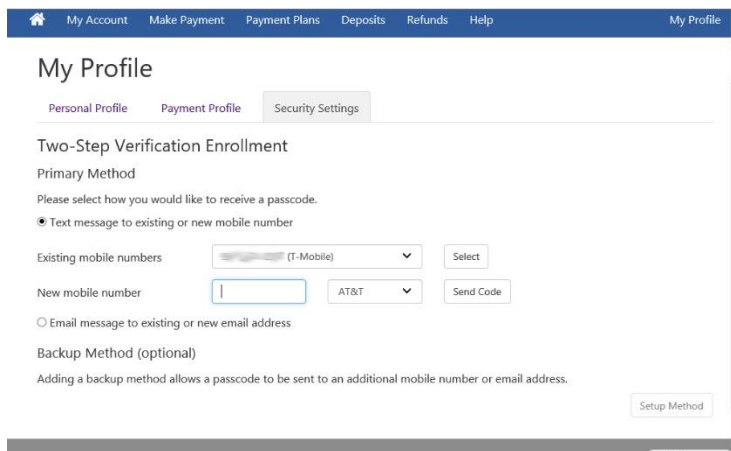 My Account Make Payment Payment Plans Deposits Refunds Help My Profile
My Profile
Personal Profile Payment Profile Security Settings
Two-Step Verification Enrollment
Primary Method
Please select how you would like to receive a passcode.
Text message to existing or new mobile number
Existing mobile numbers (T-Mobile) Select
New mobile number AT&T Send Code
Email message to existing or new email address
Backup Method (optional)
Adding a backup method allows a passcode to be sent to an additional mobile number or email address.
Setup Method